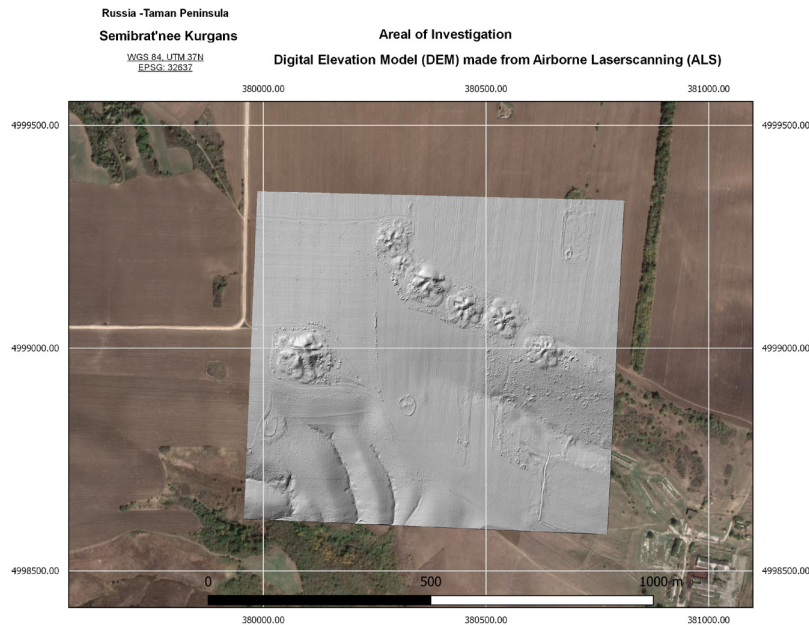 Russia -Taman Peninsula
Semibrat'nee Kurgans
WGS 84, UTM 37N
EPSG: 32637
Areal of Investigation
Digital Elevation Model (DEM) made from Airborne Laserscanning (ALS)
380000.00 380500.00 381000.00
4999500.00 4999500.00
4999000.00 4999000.00
4998500.00 4998500.00
0 500 1000 m
380000.00 380500.00 381000.00